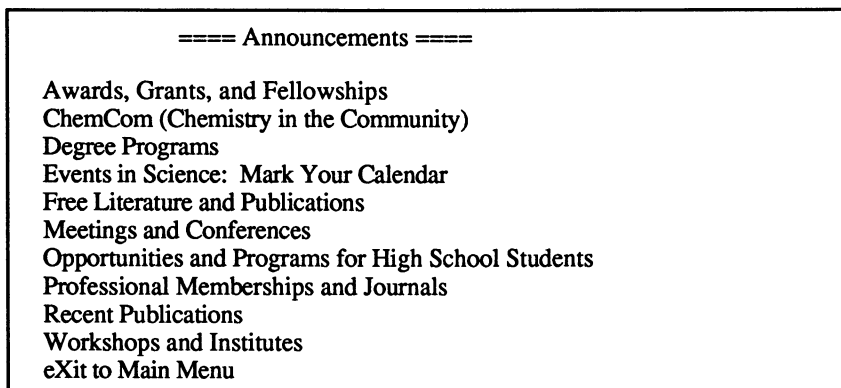 ==== Announcements ====
Awards, Grants, and Fellowships
ChemCom (Chemistry in the Community)
Degree Programs
Events in Science: Mark Your Calendar
Free Literature and Publications
Meetings and Conferences
Opportunities and Programs for High School Students
Professional Memberships and Journals
Recent Publications
Workshops and Institutes
eXit to Main Menu